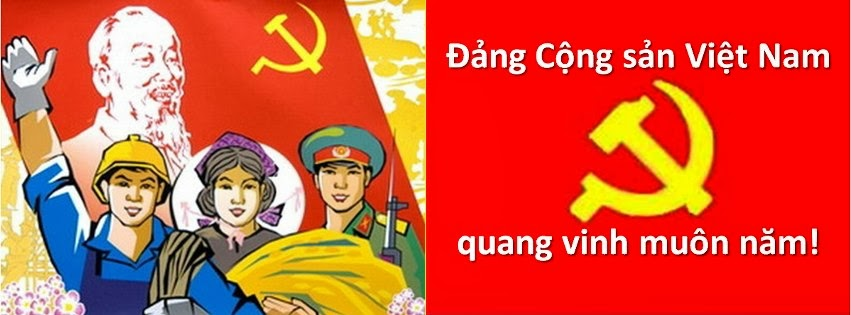 Đảng Cộng sản Việt Nam
quang vinh muôn năm!